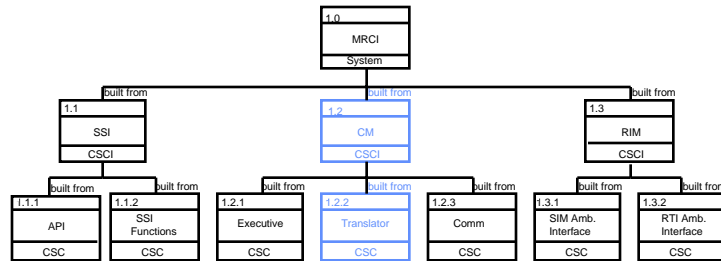 1.0
MRCI
System
built from
built from
built from
1.1
SSI
CSCI
1.2
CM
CSCI
1.3
RIM
CSCI
built from
built from
built from
built from
built from
built from
built from
I.1.1
API
CSC
1.1.2
SSI
Functions
CSC
1.2.1
Executive
CSC
1.2.2
Translator
CSC
1.2.3
Comm
CSC
1.3.1
SIM Amb.
Interface
CSC
1.3.2
RTI Amb.
Interface
CSC